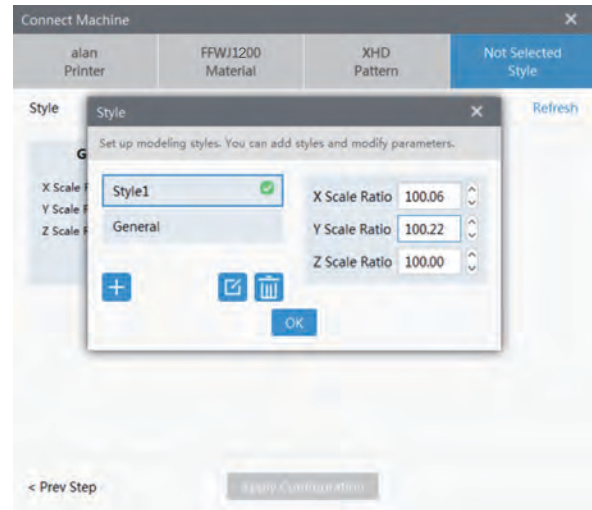 Connect Machine
alan
Printer
FFWJ1200
Material
XHD
Pattern
Not Selected
Style
Style
Refresh
G
X Scale
Y Scale
Z Scale
Style
Set up modeling styles. You can add styles and modify parameters.
Style1
General
X Scale Ratio 100.06
Y Scale Ratio 100.22
Z Scale Ratio 100.00
OK
< Prev Step
Apply Configuration